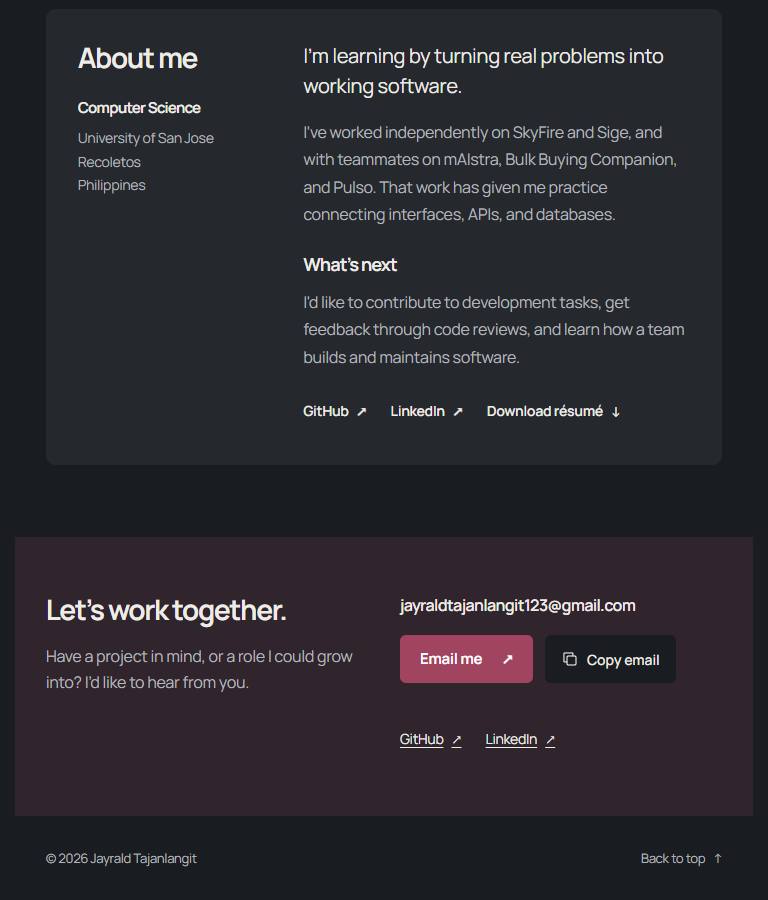 About me
Computer Science
University of San Jose
Recoletos
Philippines
I'm learning by turning real problems into
working software.
I've worked independently on SkyFire and Sige, and
with teammates on mAIstra, Bulk Buying Companion,
and Pulso. That work has given me practice
connecting interfaces, APIs, and databases.
What's next
I'd like to contribute to development tasks, get
feedback through code reviews, and learn how a team
builds and maintains software.
GitHub ↗ LinkedIn ↗ Download résumé ↓
Let's work together.
Have a project in mind, or a role I could grow
into? I'd like to hear from you.
jayraldtajanlangit123@gmail.com
Email me ↗ Copy email
GitHub ↗ LinkedIn ↗
© 2026 Jayrald Tajanlangit
Back to top ↑